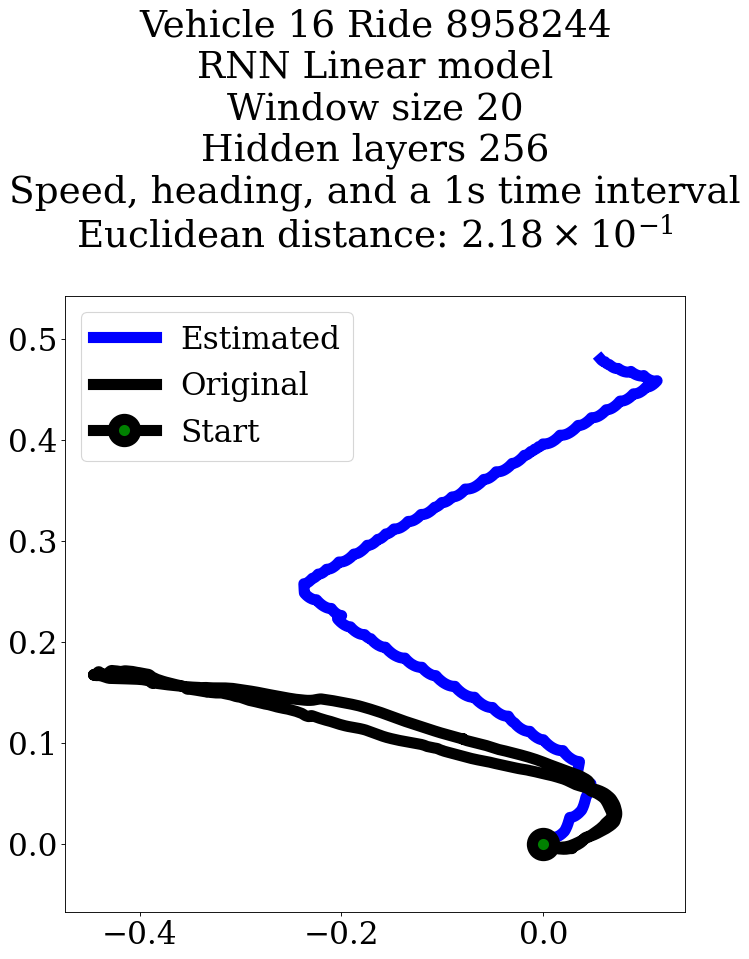 Vehicle 16 Ride 8958244
RNN Linear model
Window size 20
Hidden layers 256
Speed, heading, and a 1s time interval
Euclidean distance: 2.18 × 10⁻¹
Estimated
Original
Start
0.5
0.4
0.3
0.2
0.1
0.0
−0.4
−0.2
0.0